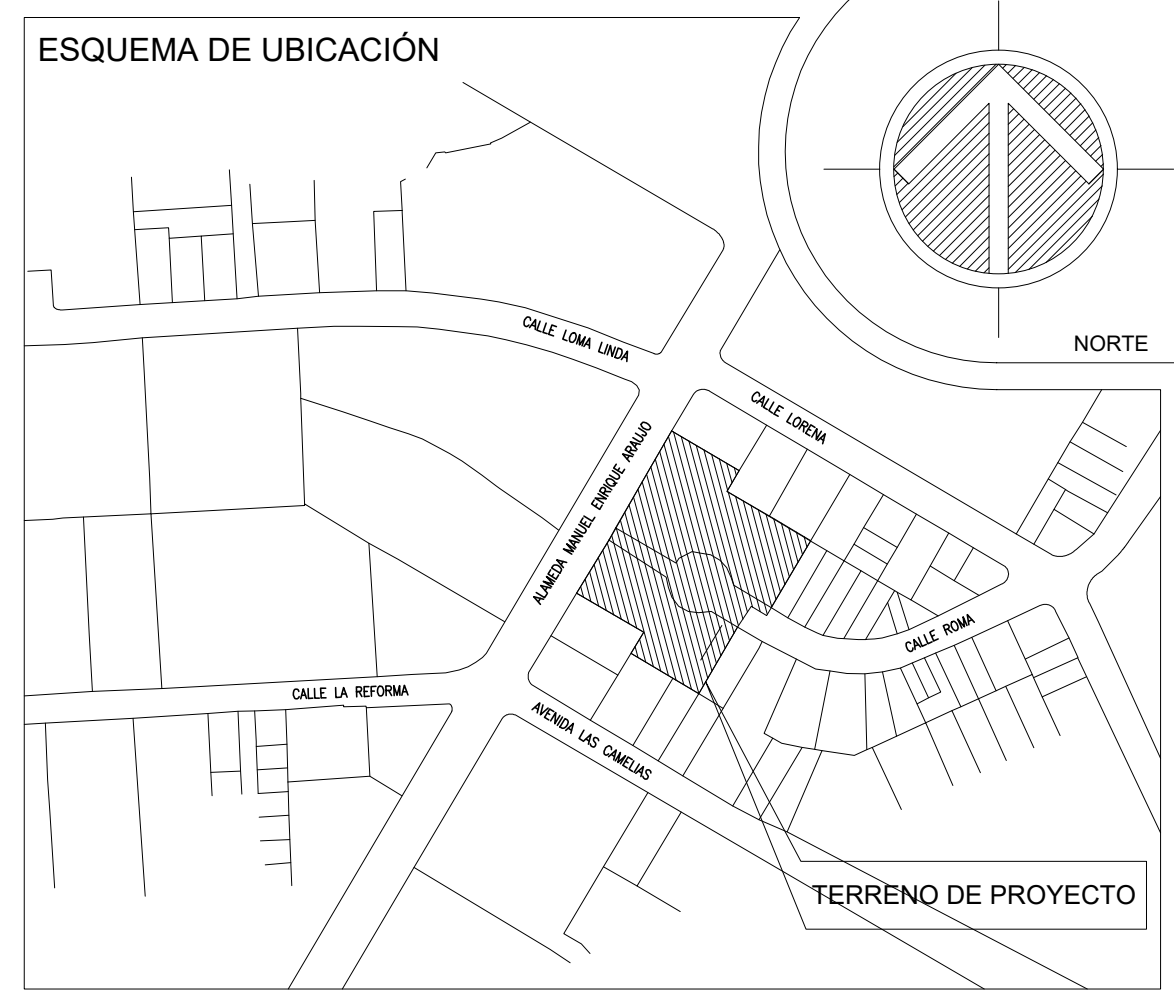 ESQUEMA DE UBICACIÓN
NORTE
CALLE LOMA LINDA
CALLE LORENA
ALAMEDA MANUEL ENRIQUE ARAUJO
CALLE ROMA
CALLE LA REFORMA
AVENIDA LAS CAMELIAS
TERRENO DE PROYECTO